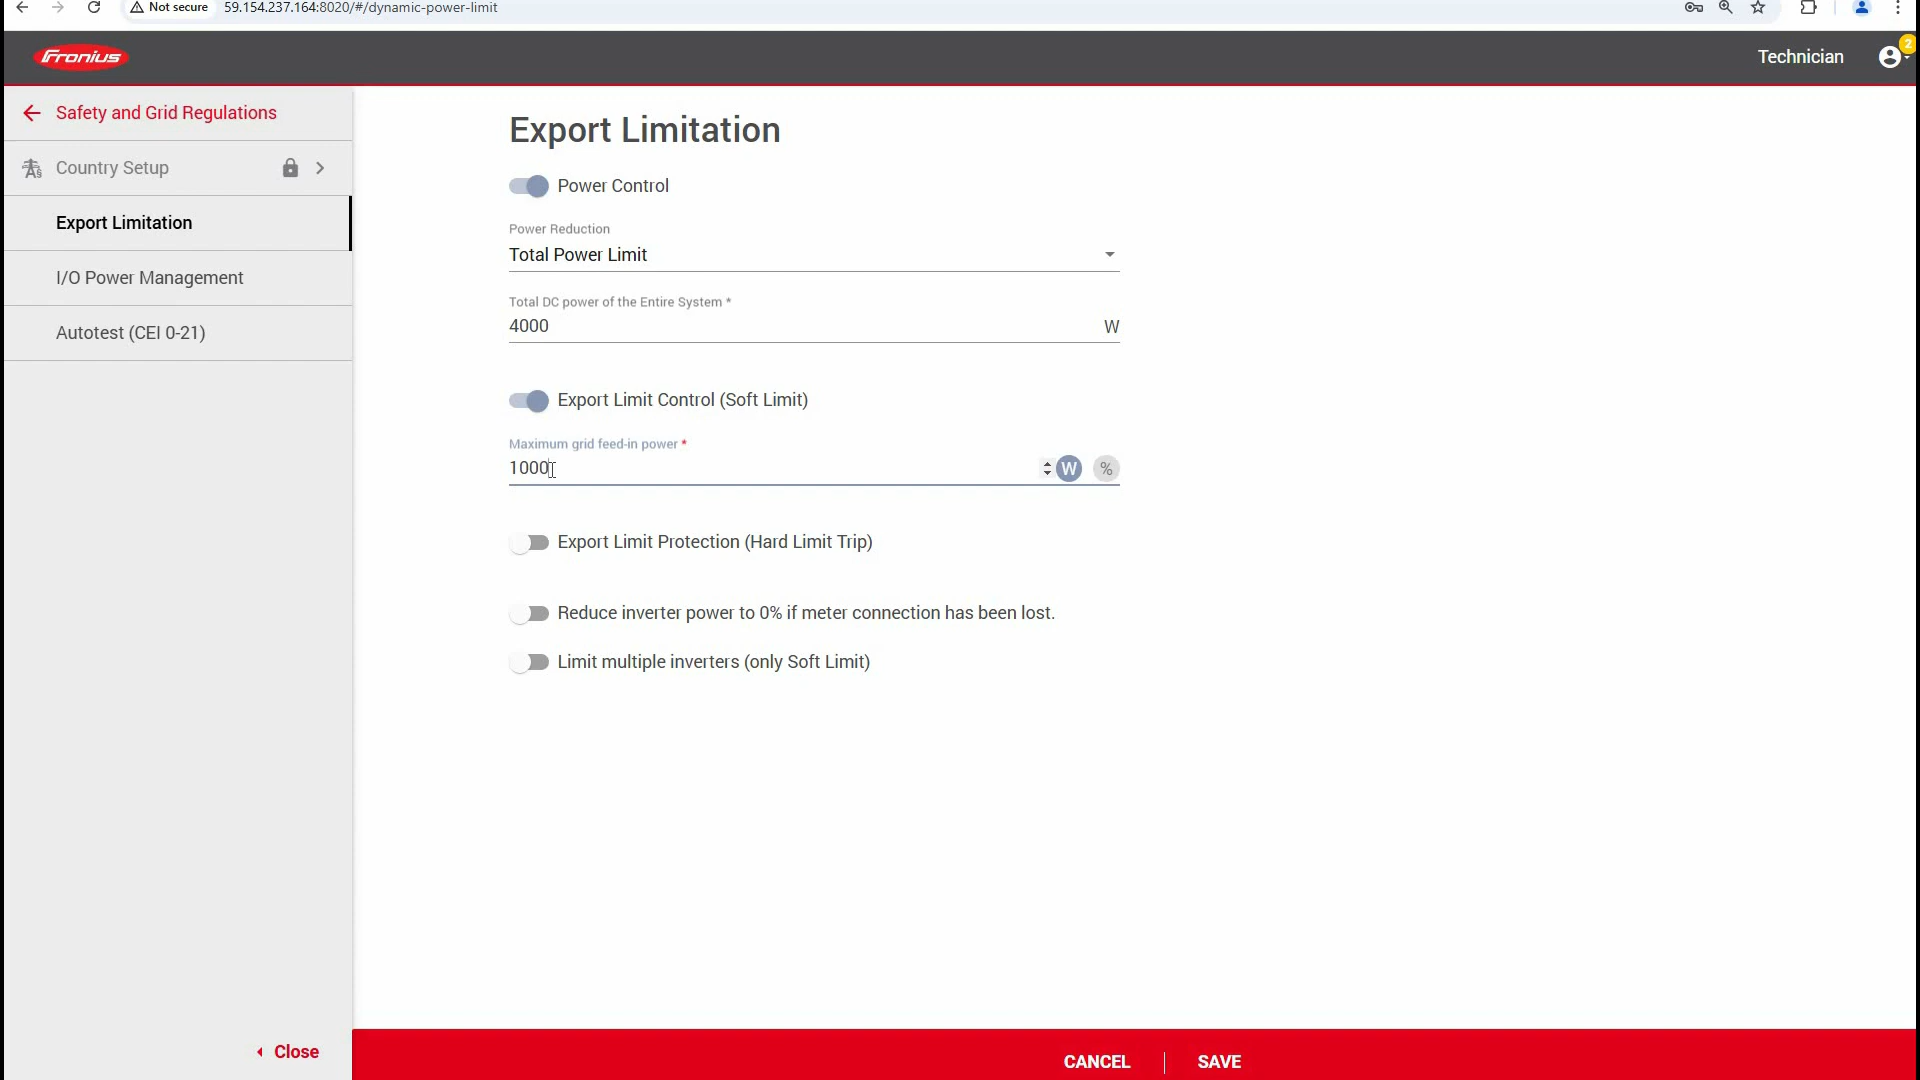 Not secure 59.154.237.164:8020/#/dynamic-power-limit
Fronius
Technician
2
Safety and Grid Regulations
Country Setup
Export Limitation
I/O Power Management
Autotest (CEI 0-21)
Close
Export Limitation
Power Control
Power Reduction
Total Power Limit
Total DC power of the Entire System *
4000 W
Export Limit Control (Soft Limit)
Maximum grid feed-in power *
1000 W %
Export Limit Protection (Hard Limit Trip)
Reduce inverter power to 0% if meter connection has been lost.
Limit multiple inverters (only Soft Limit)
CANCEL SAVE